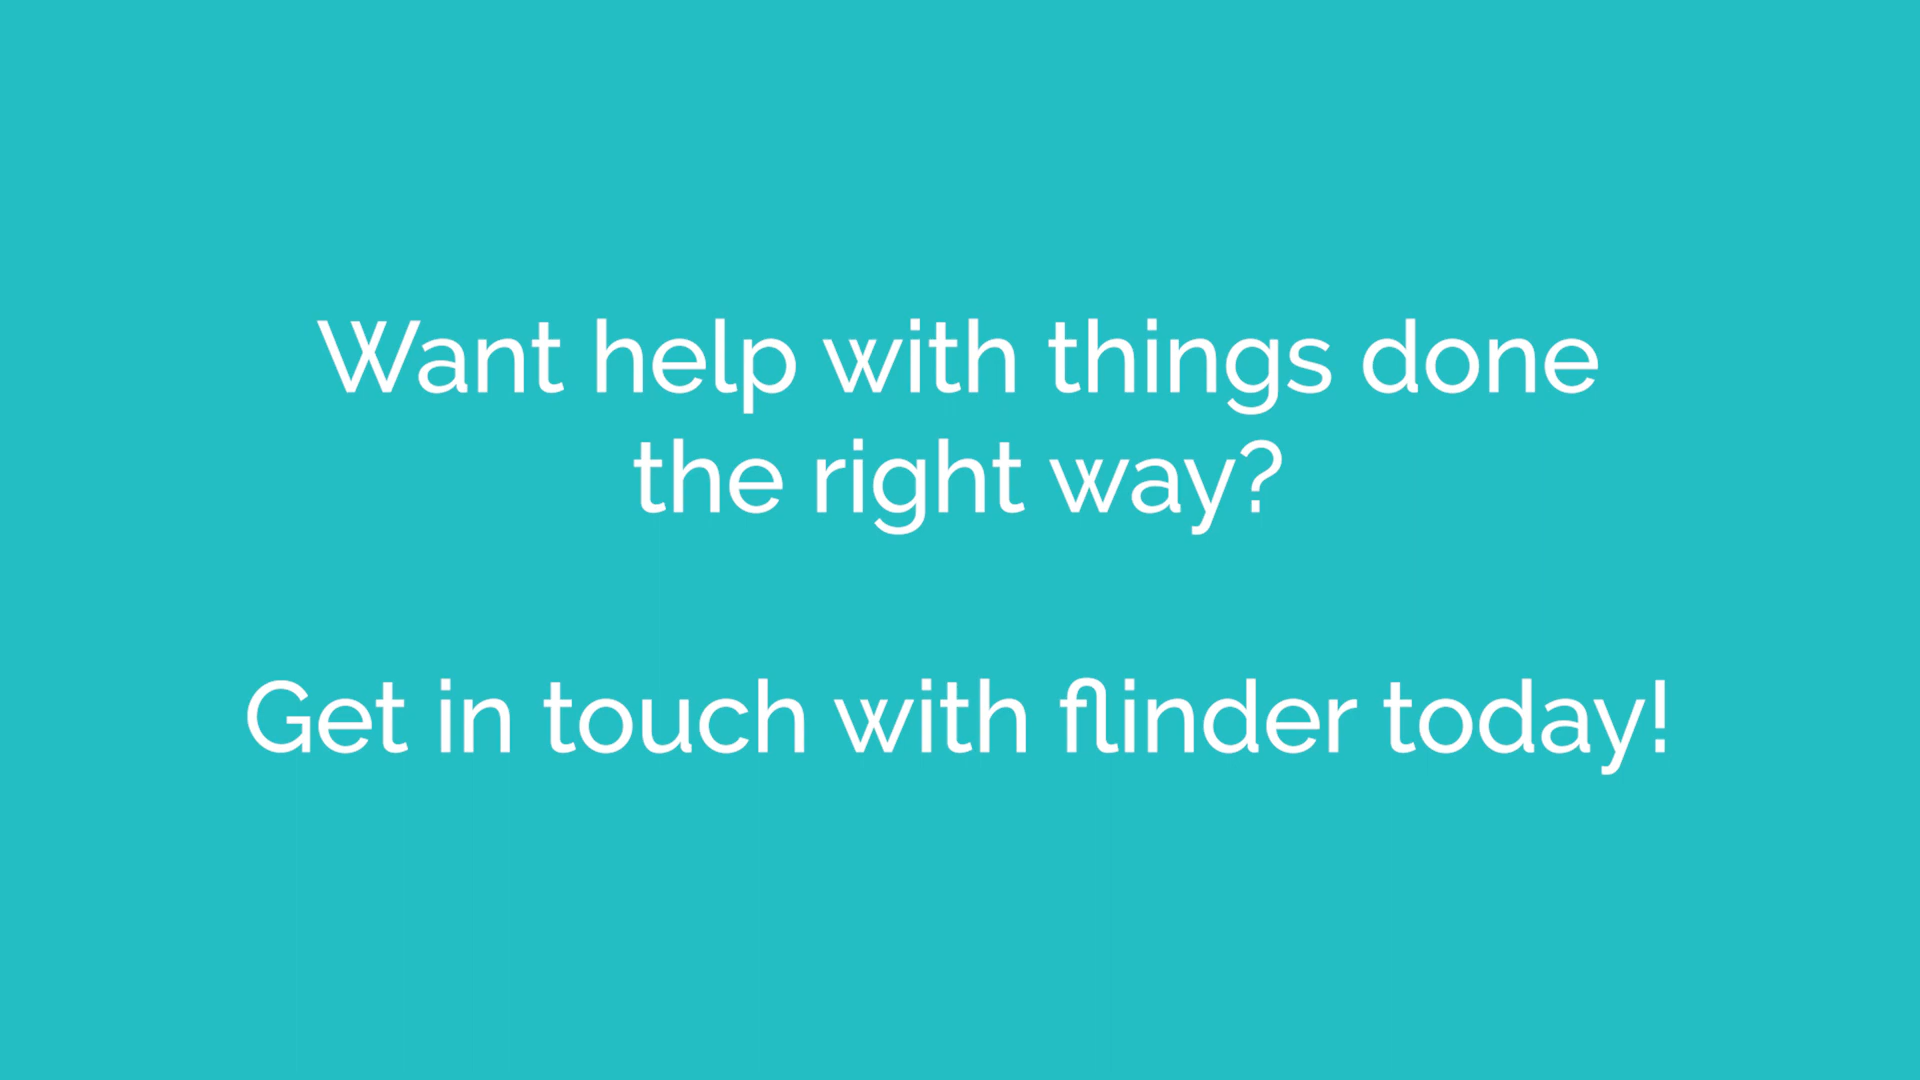 Want help with things done
the right way?
Get in touch with flinder today!